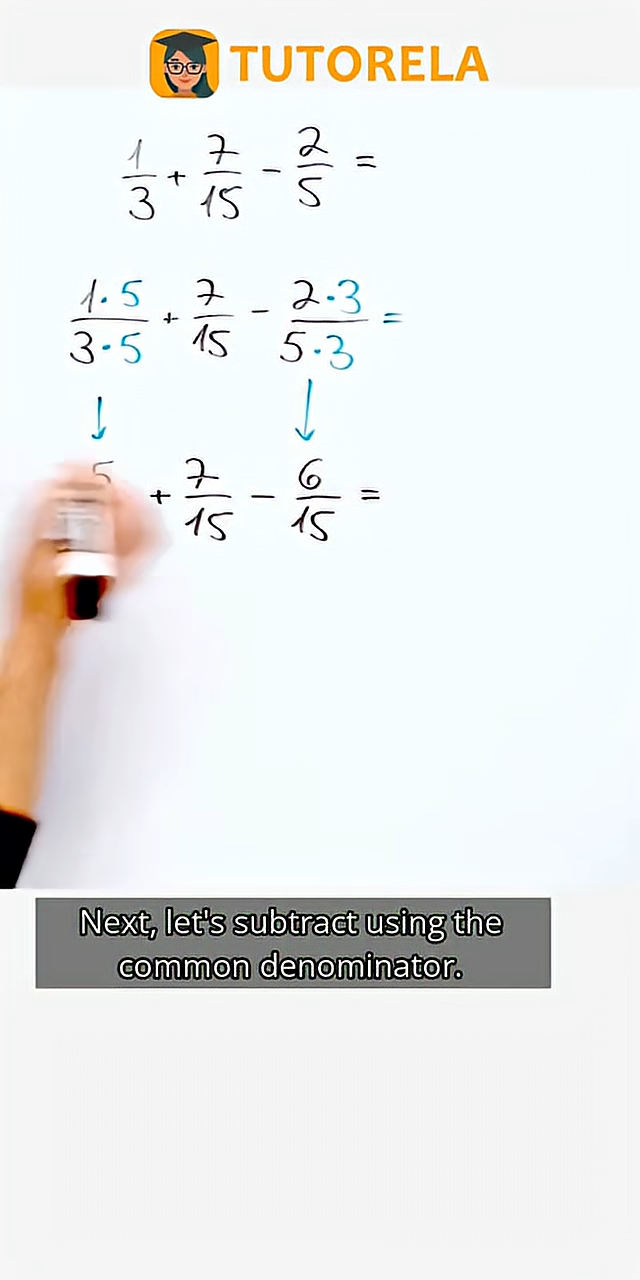 TUTORELA
1/3 + 7/15 - 2/5 =
1·5/3·5 + 7/15 - 2·3/5·3 =
5 + 7/15 - 6/15 =
Next, let's subtract using the
common denominator.